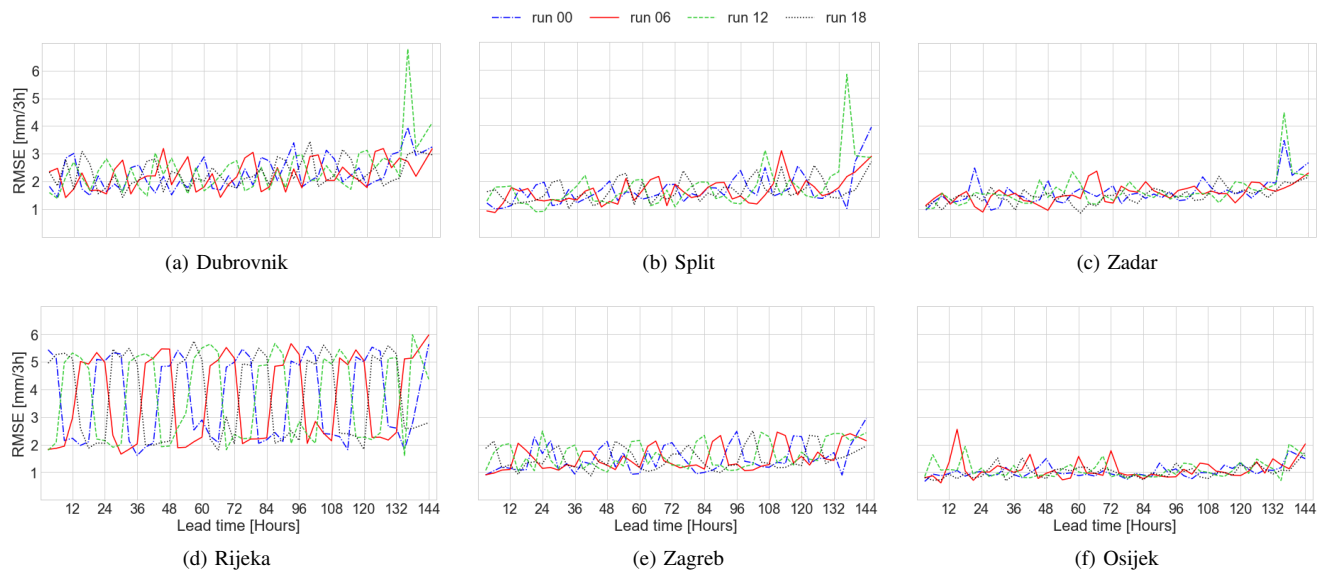 run 00 run 06 run 12 run 18
RMSE [mm/3h]
6
5
4
3
2
1
(a) Dubrovnik
(b) Split
(c) Zadar
RMSE [mm/3h]
6
5
4
3
2
1
12 24 36 48 60 72 84 96 108 120 132 144
Lead time [Hours]
(d) Rijeka
12 24 36 48 60 72 84 96 108 120 132 144
Lead time [Hours]
(e) Zagreb
12 24 36 48 60 72 84 96 108 120 132 144
Lead time [Hours]
(f) Osijek